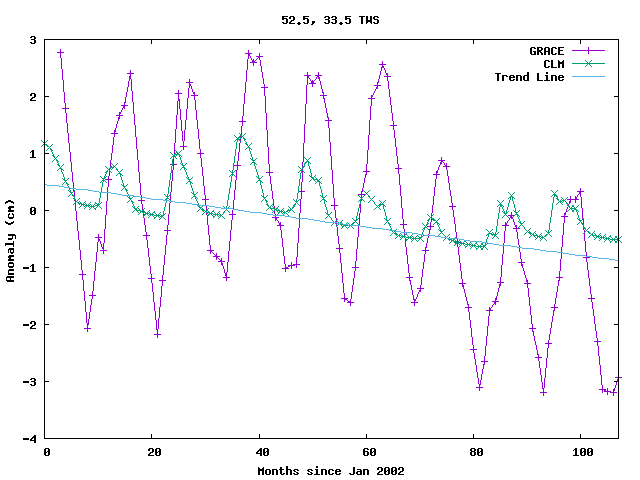 52.5, 33.5 TWS
GRACE
CLM
Trend Line
3
2
1
0
-1
-2
-3
-4
Anomaly (cm)
0 20 40 60 80 100
Months since Jan 2002